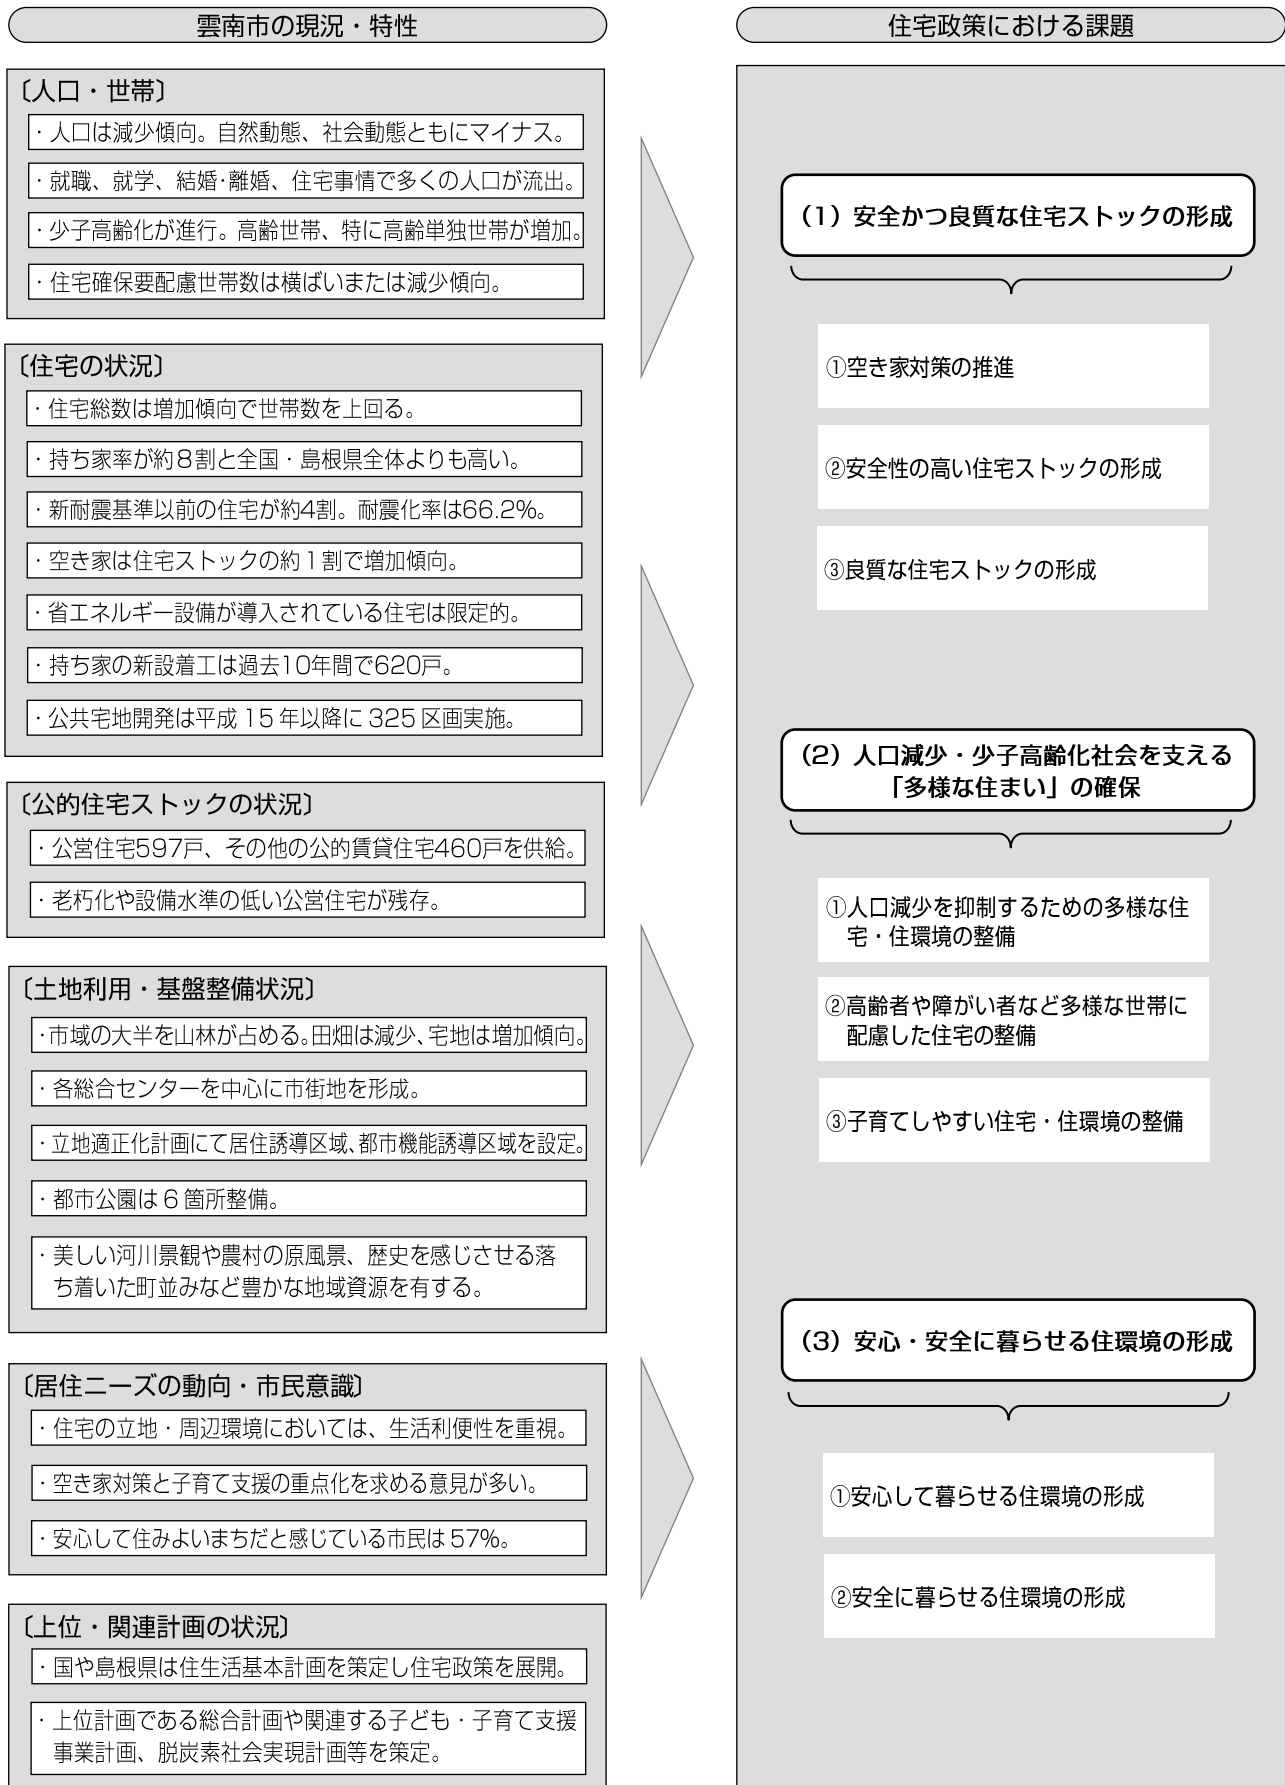 雲南市の現況・特性
〔人口・世帯〕
・人口は減少傾向。自然動態、社会動態ともにマイナス。
・就職、就学、結婚・離婚、住宅事情で多くの人口が流出。
・少子高齢化が進行。高齢世帯、特に高齢単独世帯が増加。
・住宅確保要配慮世帯数は横ばいまたは減少傾向。
〔住宅の状況〕
・住宅総数は増加傾向で世帯数を上回る。
・持ち家率が約8割と全国・島根県全体よりも高い。
・新耐震基準以前の住宅が約4割。耐震化率は66.2%。
・空き家は住宅ストックの約1割で増加傾向。
・省エネルギー設備が導入されている住宅は限定的。
・持ち家の新設着工は過去10年間で620戸。
・公共宅地開発は平成15年以降に325区画実施。
〔公的住宅ストックの状況〕
・公営住宅597戸、その他の公的賃貸住宅460戸を供給。
・老朽化や設備水準の低い公営住宅が残存。
〔土地利用・基盤整備状況〕
・市域の大半を山林が占める。田畑は減少、宅地は増加傾向。
・各総合センターを中心に市街地を形成。
・立地適正化計画にて居住誘導区域、都市機能誘導区域を設定。
・都市公園は6箇所整備。
・美しい河川景観や農村の原風景、歴史を感じさせる落
ち着いた町並みなど豊かな地域資源を有する。
〔居住ニーズの動向・市民意識〕
・住宅の立地・周辺環境においては、生活利便性を重視。
・空き家対策と子育て支援の重点化を求める意見が多い。
・安心して住みよいまちだと感じている市民は57%。
〔上位・関連計画の状況〕
・国や島根県は住生活基本計画を策定し住宅政策を展開。
・上位計画である総合計画や関連する子ども・子育て支援
事業計画、脱炭素社会実現計画等を策定。
住宅政策における課題
（1）安全かつ良質な住宅ストックの形成
①空き家対策の推進
②安全性の高い住宅ストックの形成
③良質な住宅ストックの形成
（2）人口減少・少子高齢化社会を支える
「多様な住まい」の確保
①人口減少を抑制するための多様な住
宅・住環境の整備
②高齢者や障がい者など多様な世帯に
配慮した住宅の整備
③子育てしやすい住宅・住環境の整備
（3）安心・安全に暮らせる住環境の形成
①安心して暮らせる住環境の形成
②安全に暮らせる住環境の形成